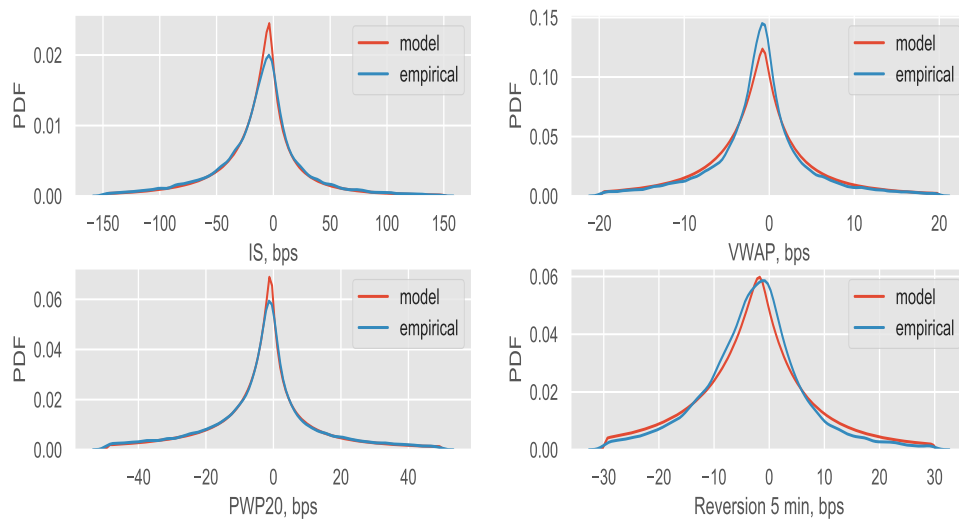 model
empirical
PDF
0.02
0.01
0.00
−150 −100 −50 0 50 100 150
IS, bps
model
empirical
PDF
0.15
0.10
0.05
0.00
−20 −10 0 10 20
VWAP, bps
model
empirical
PDF
0.06
0.04
0.02
0.00
−40 −20 0 20 40
PWP20, bps
model
empirical
PDF
0.06
0.04
0.02
0.00
−30 −20 −10 0 10 20 30
Reversion 5 min, bps